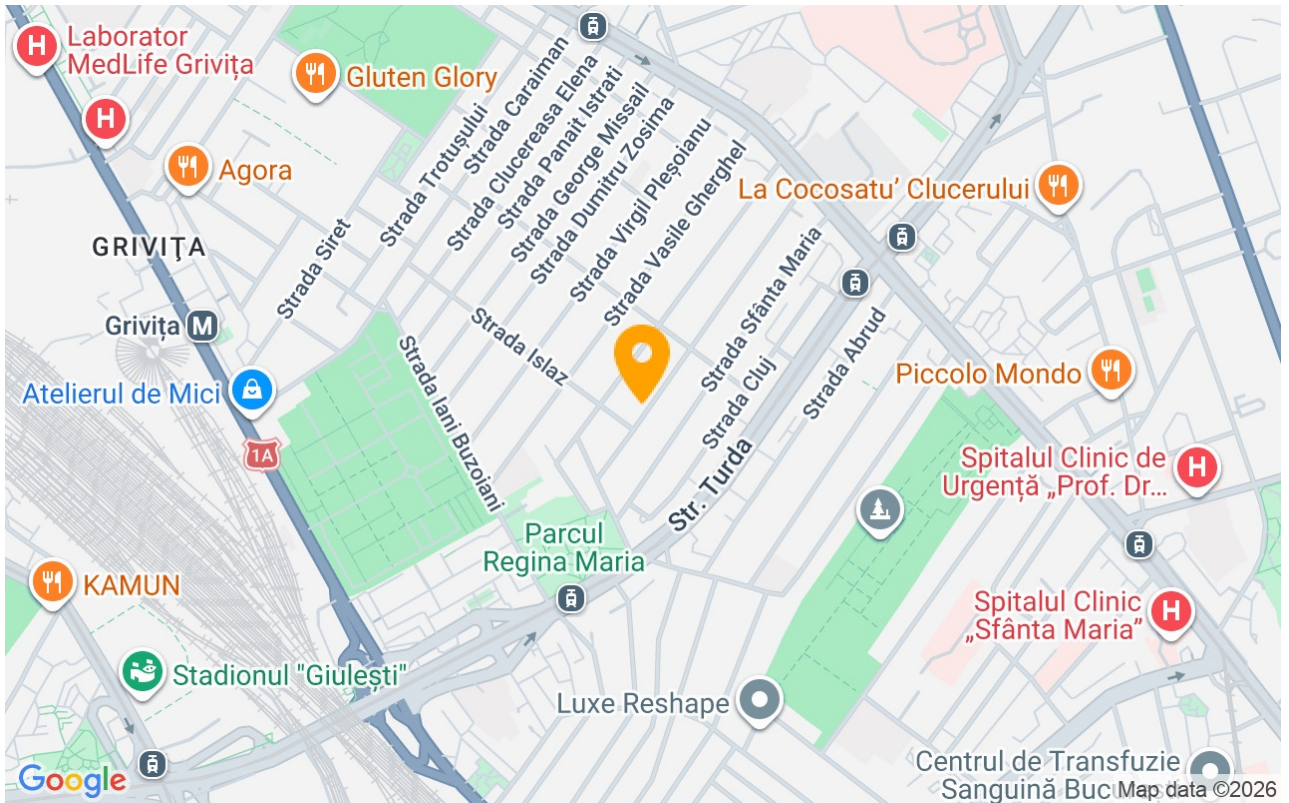 Laborator
MedLife Grivița
H
H
Gluten Glory
Agora
GRIVIȚA
Grivița M
Atelierul de Mici
1A
Strada Siret
Strada Trotușului
Strada Caraiman
Strada Clucereasa Elena
Strada Panait Istrati
Strada George Missail
Strada Dumitru Zosima
Strada Virgil Pleșoianu
Strada Vasile Gherghel
La Cocosatu’ Clucerului
Strada Sfânta Maria
Strada Islaz
Strada Iani Buzoiani
Strada Cluj
Strada Abrud
Str. Turda
Piccolo Mondo
Spitalul Clinic de
Urgență „Prof. Dr...
H
Parcul
Regina Maria
KAMUN
Spitalul Clinic
„Sfânta Maria”
H
Stadionul "Giulești"
Luxe Reshape
Centrul de Transfuzie
Sanguină Buc
Google
Map data ©2026